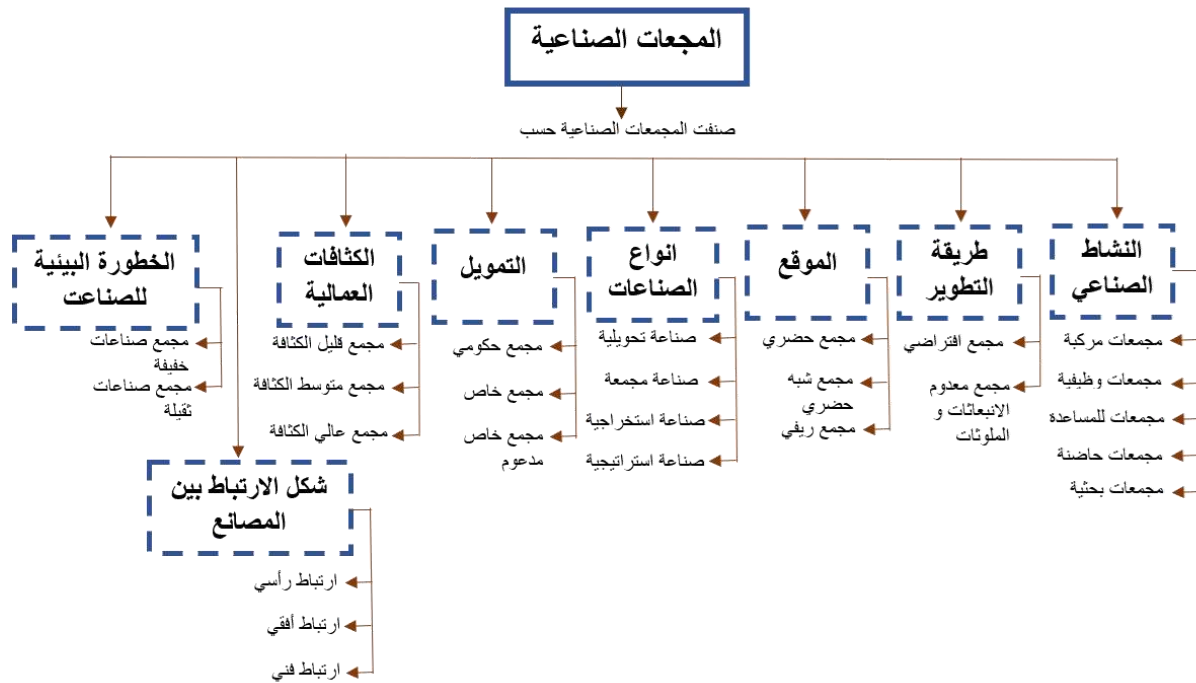 المجعات الصناعية
صنفت المجمعات الصناعية حسب
النشاط
الصناعي
مجمعات مركبة
مجمعات وظيفية
مجمعات للمساعدة
مجمعات حاضنة
مجمعات بحثية
طريقة
التطوير
مجمع افتراضي
مجمع معدوم
الانبعاثات و
الملوثات
الموقع
مجمع حضري
مجمع شبه
حضري
مجمع ريفي
انواع
الصناعات
صناعة تحويلية
صناعة مجمعة
صناعة استخراجية
صناعة استراتيجية
التمويل
مجمع حكومي
مجمع خاص
مجمع خاص
مدعوم
الكثافات
العمالية
مجمع قليل الكثافة
مجمع متوسط الكثافة
مجمع عالي الكثافة
شكل الارتباط بين
المصانع
ارتباط رأسي
ارتباط أفقي
ارتباط فني
الخطورة البيئية
للصناعت
مجمع صناعات
خفيفة
مجمع صناعات
ثقيلة